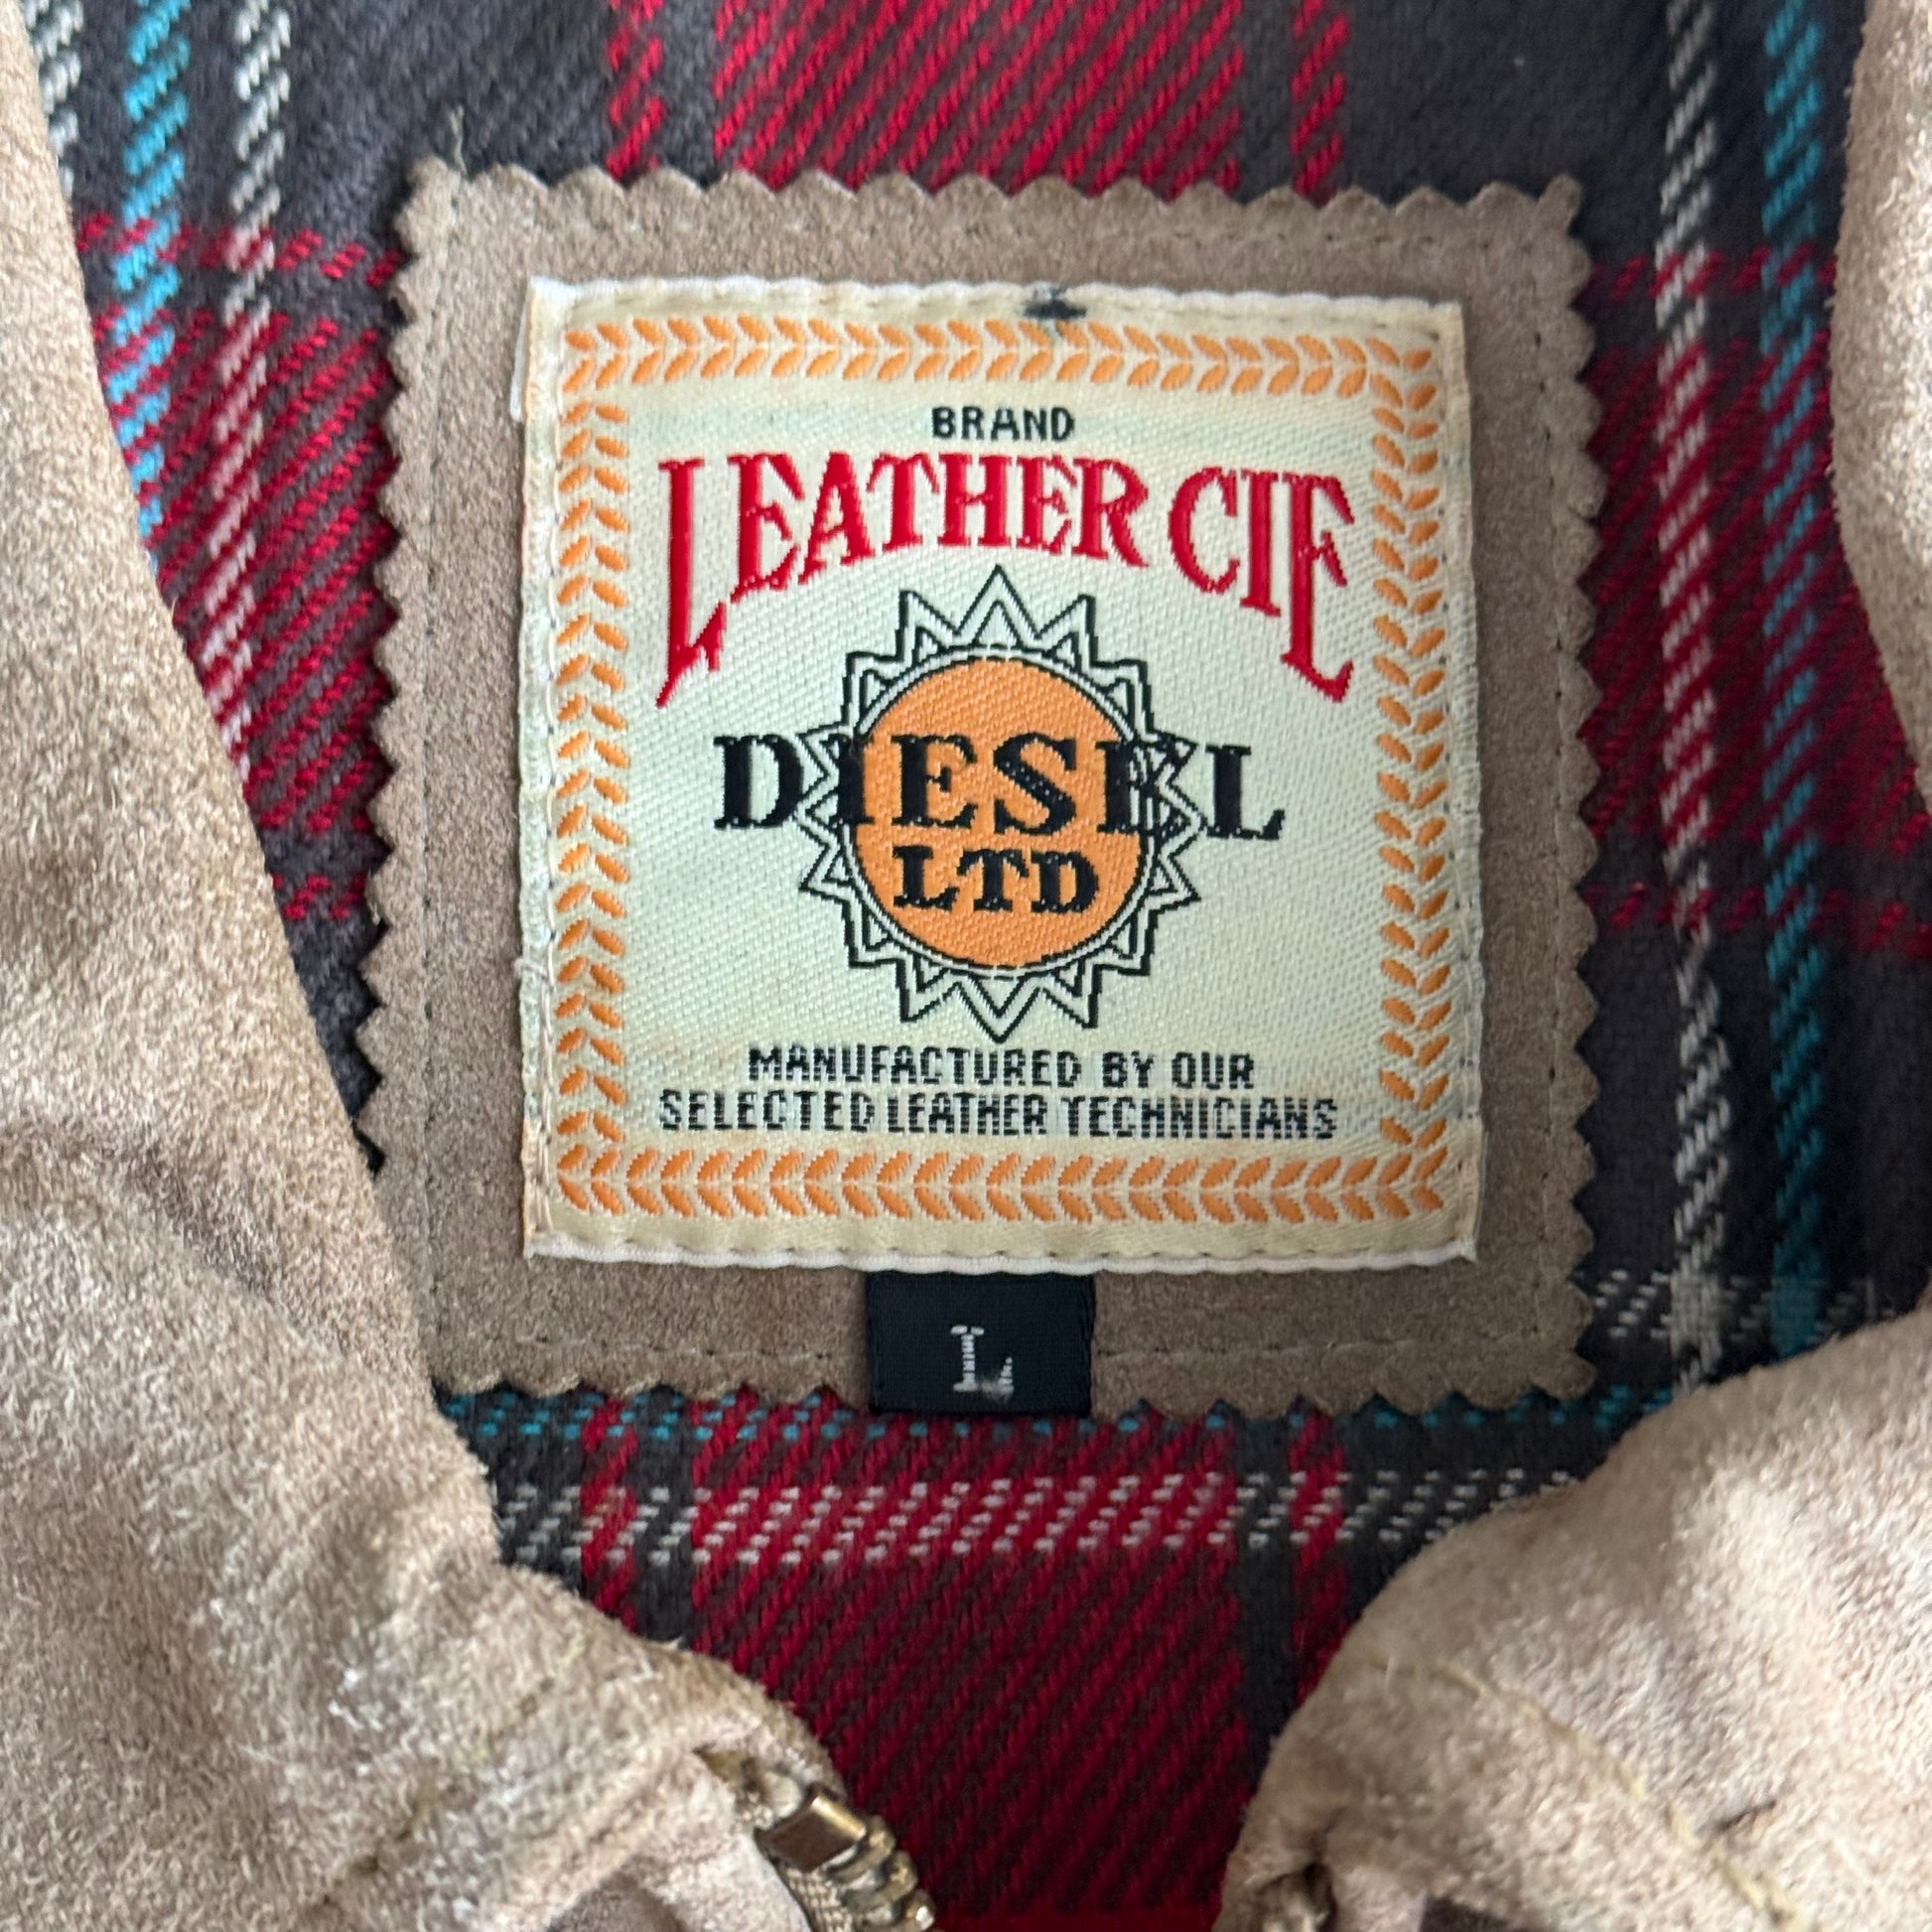 BRAND
LEATHER CIE
DIESEL
LTD
MANUFACTURED BY OUR
SELECTED LEATHER TECHNICIANS
L